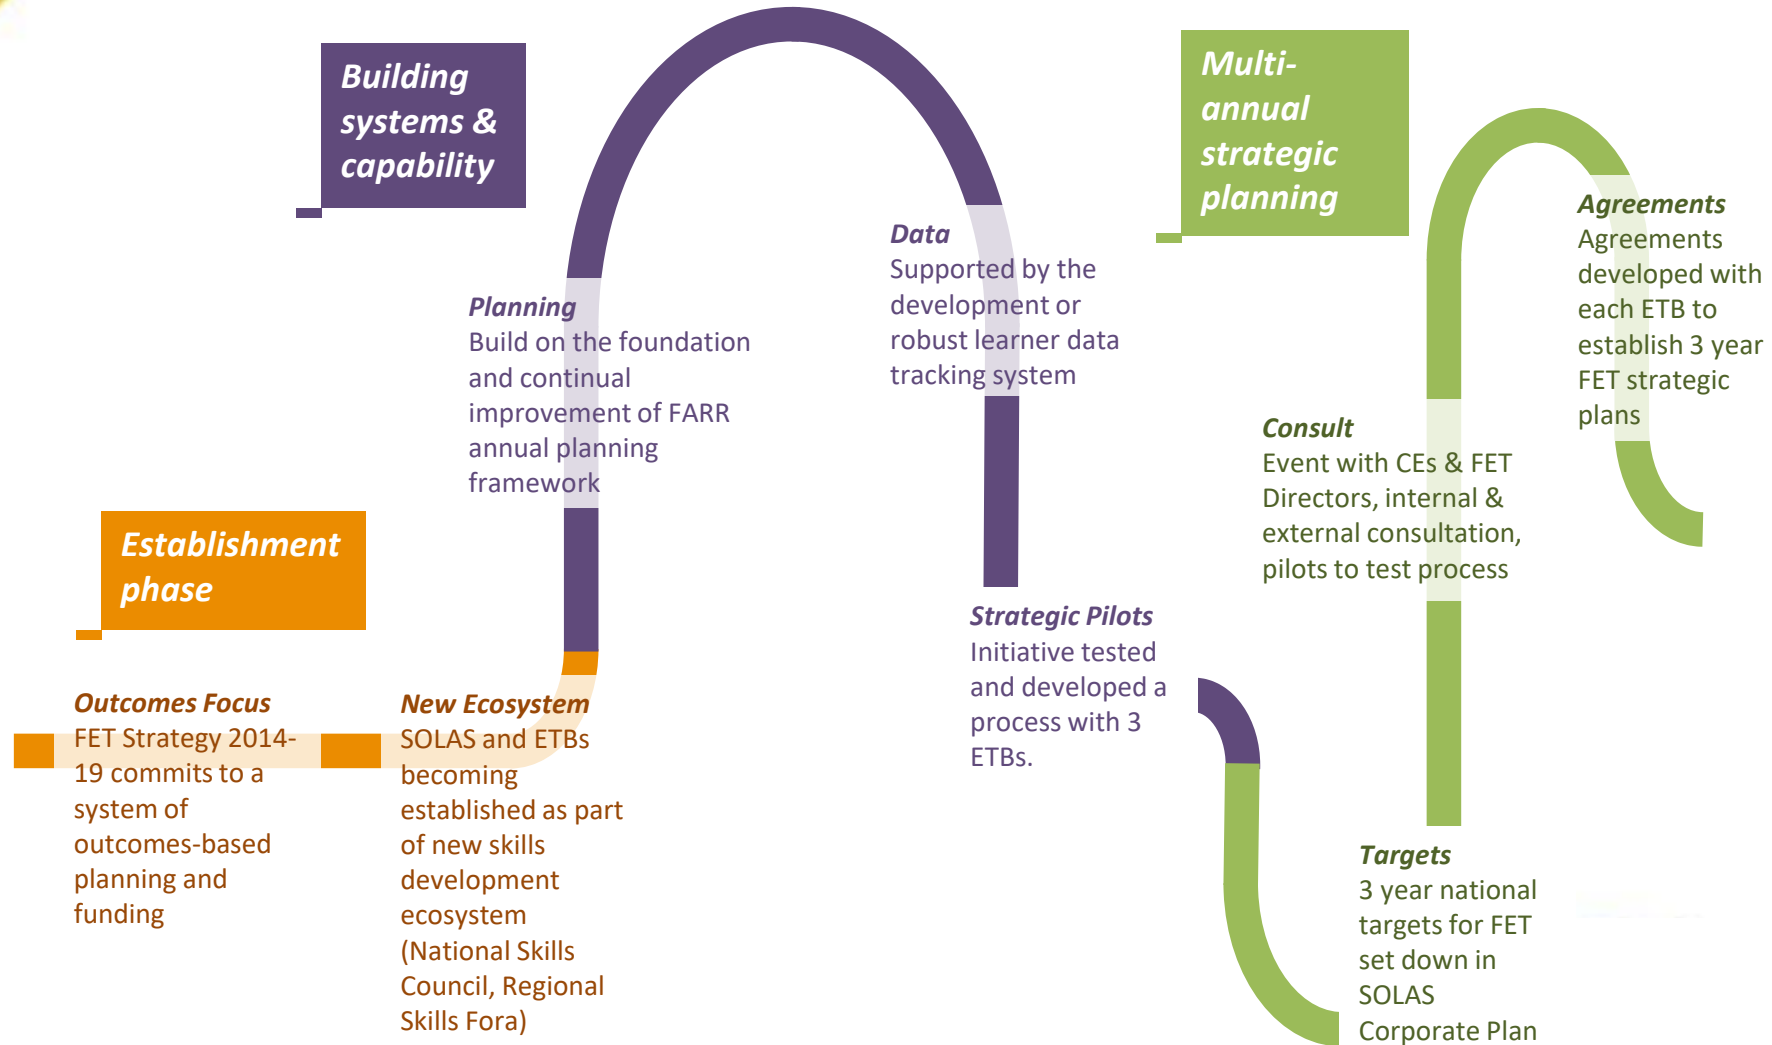 Establishment
phase
Outcomes Focus
FET Strategy 2014-
19 commits to a
system of
outcomes-based
planning and
funding
New Ecosystem
SOLAS and ETBs
becoming
established as part
of new skills
development
ecosystem
(National Skills
Council, Regional
Skills Fora)
Building
systems &
capability
Planning
Build on the foundation
and continual
improvement of FARR
annual planning
framework
Data
Supported by the
development or
robust learner data
tracking system
Strategic Pilots
Initiative tested
and developed a
process with 3
ETBs.
Multi-
annual
strategic
planning
Targets
3 year national
targets for FET
set down in
SOLAS
Corporate Plan
Consult
Event with CEs & FET
Directors, internal &
external consultation,
pilots to test process
Agreements
Agreements
developed with
each ETB to
establish 3 year
FET strategic
plans